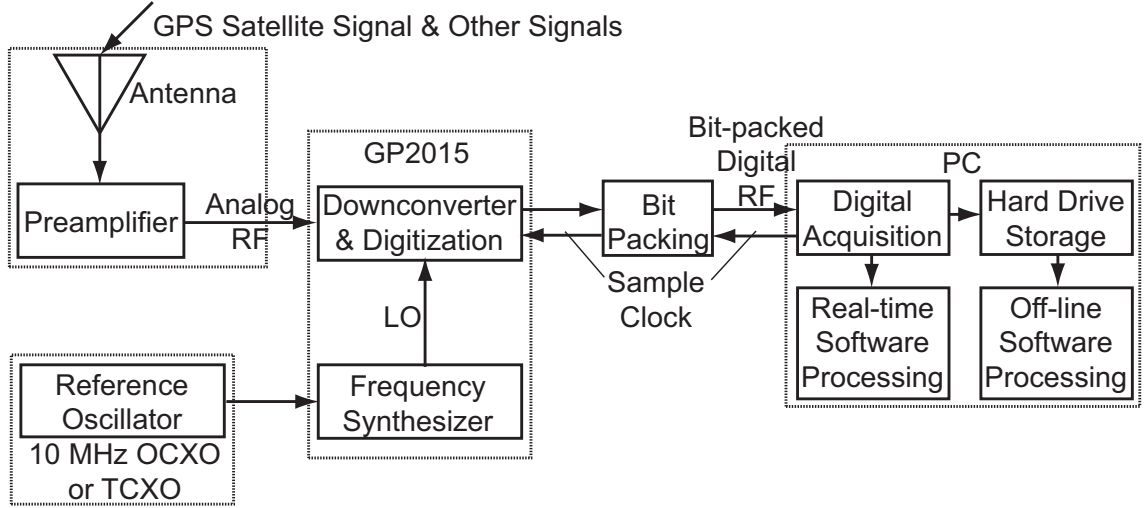 GPS Satellite Signal & Other Signals
Antenna
Preamplifier
Analog
RF
GP2015
Downconverter
& Digitization
LO
Frequency
Synthesizer
Reference
Oscillator
10 MHz OCXO
or TCXO
Bit
Packing
Sample
Clock
Bit-packed
Digital
RF
PC
Digital
Acquisition
Hard Drive
Storage
Real-time
Software
Processing
Off-line
Software
Processing